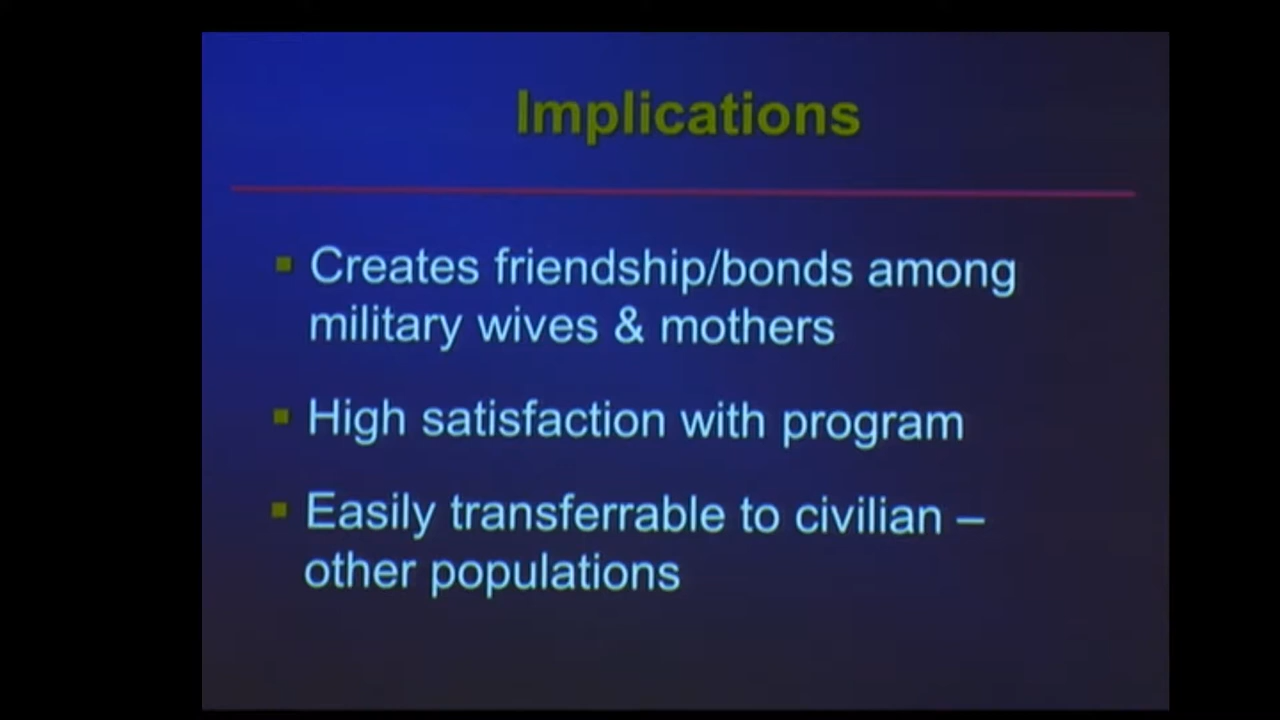 Implications
Creates friendship/bonds among
military wives & mothers
High satisfaction with program
Easily transferrable to civilian –
other populations